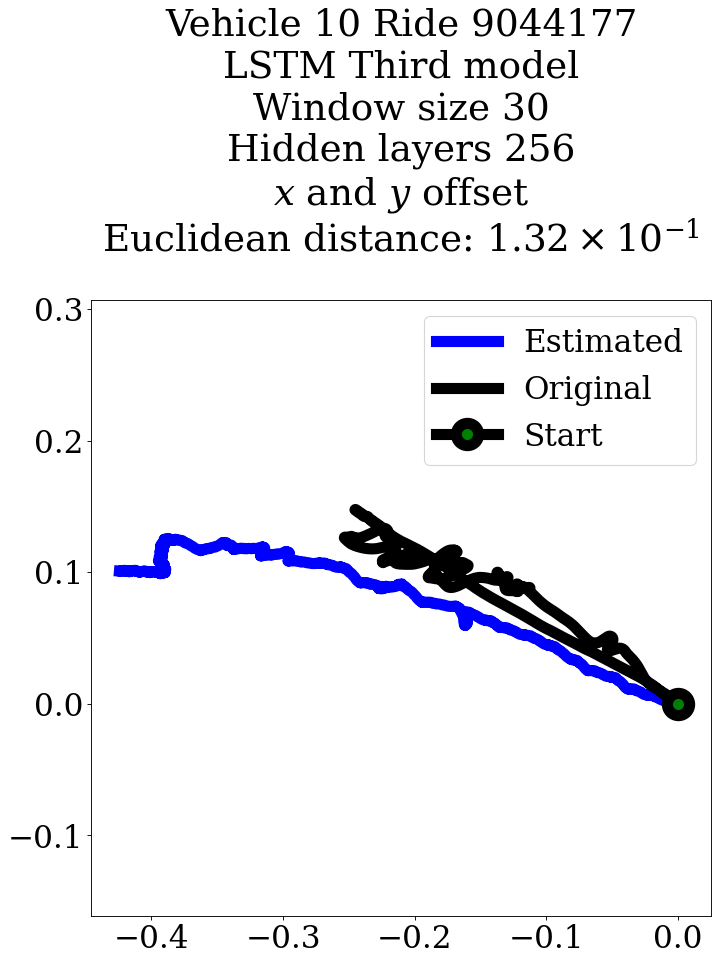 Vehicle 10 Ride 9044177
LSTM Third model
Window size 30
Hidden layers 256
x and y offset
Euclidean distance: 1.32 × 10⁻¹
0.3
Estimated
Original
Start
0.2
0.1
0.0
−0.1
−0.4 −0.3 −0.2 −0.1 0.0